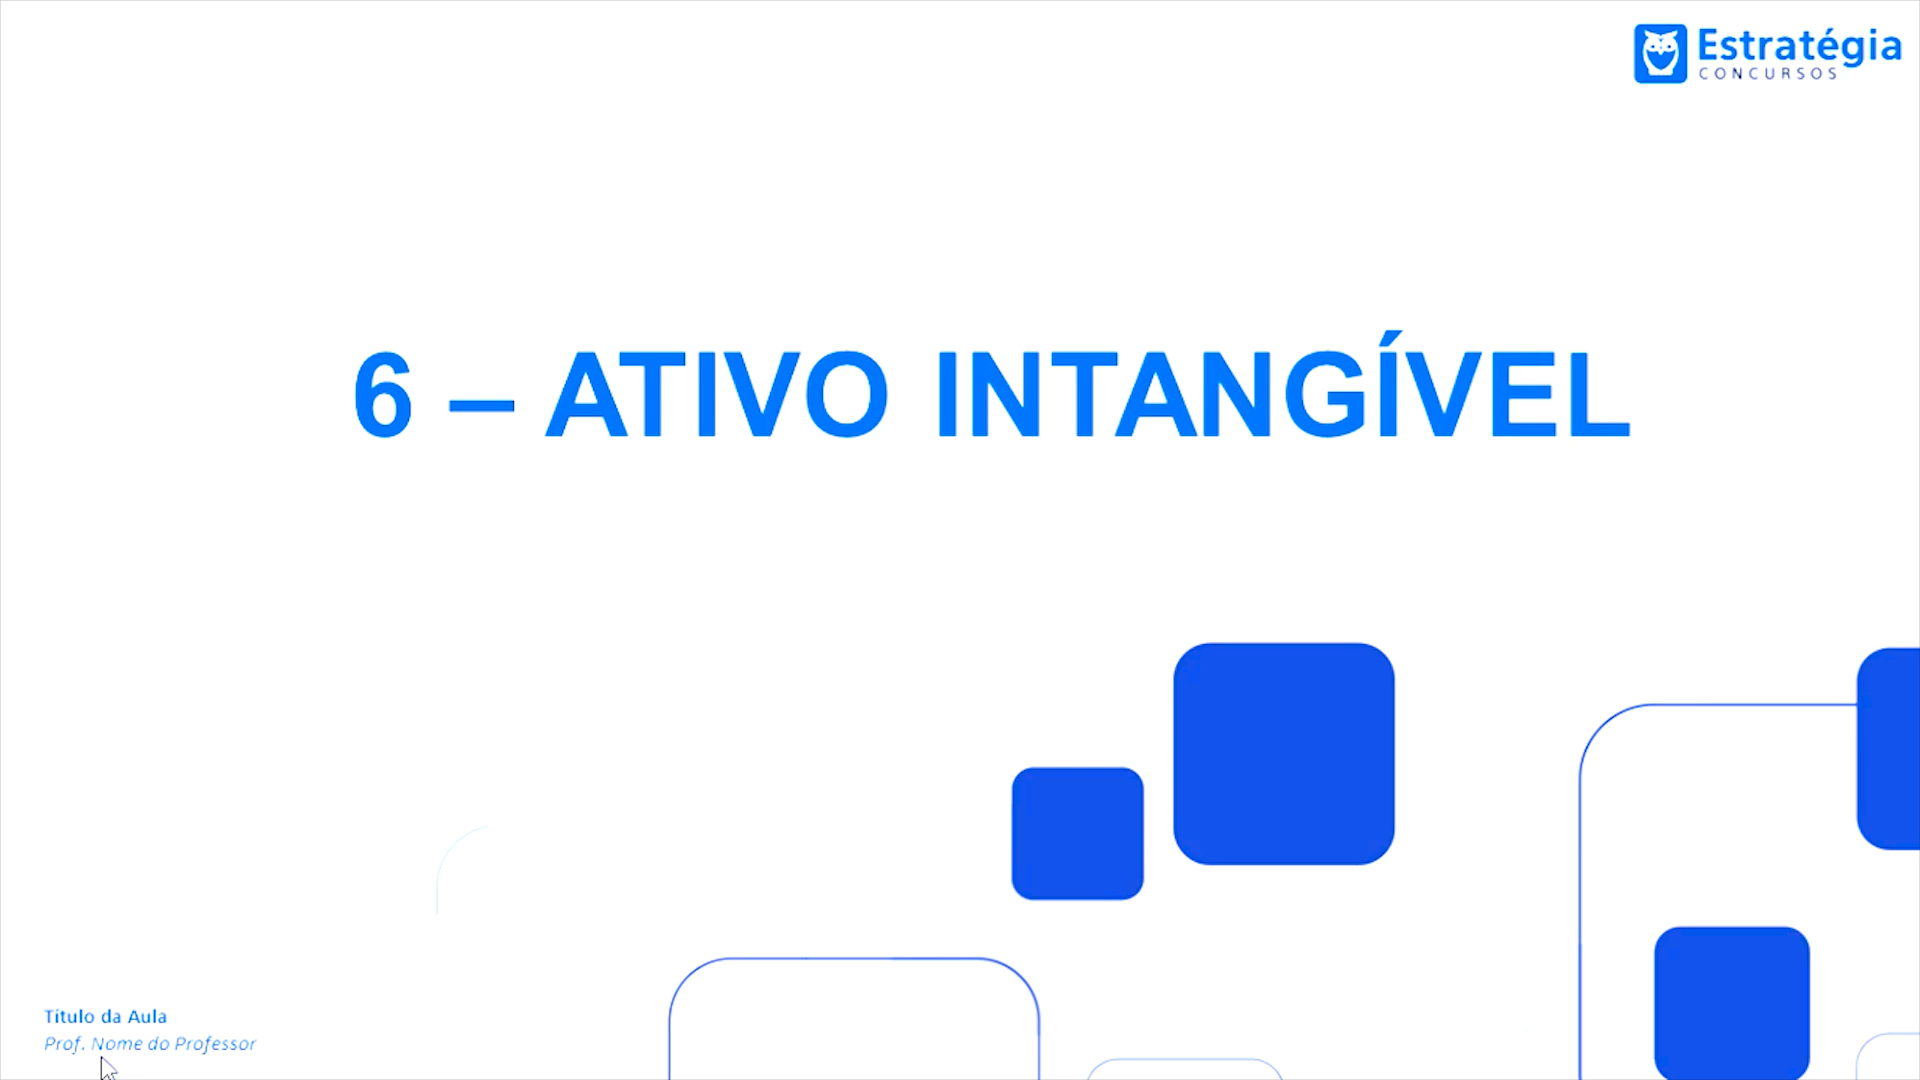 Estratégia
CONCURSOS
6 – ATIVO INTANGÍVEL
Título da Aula
Prof. Nome do Professor